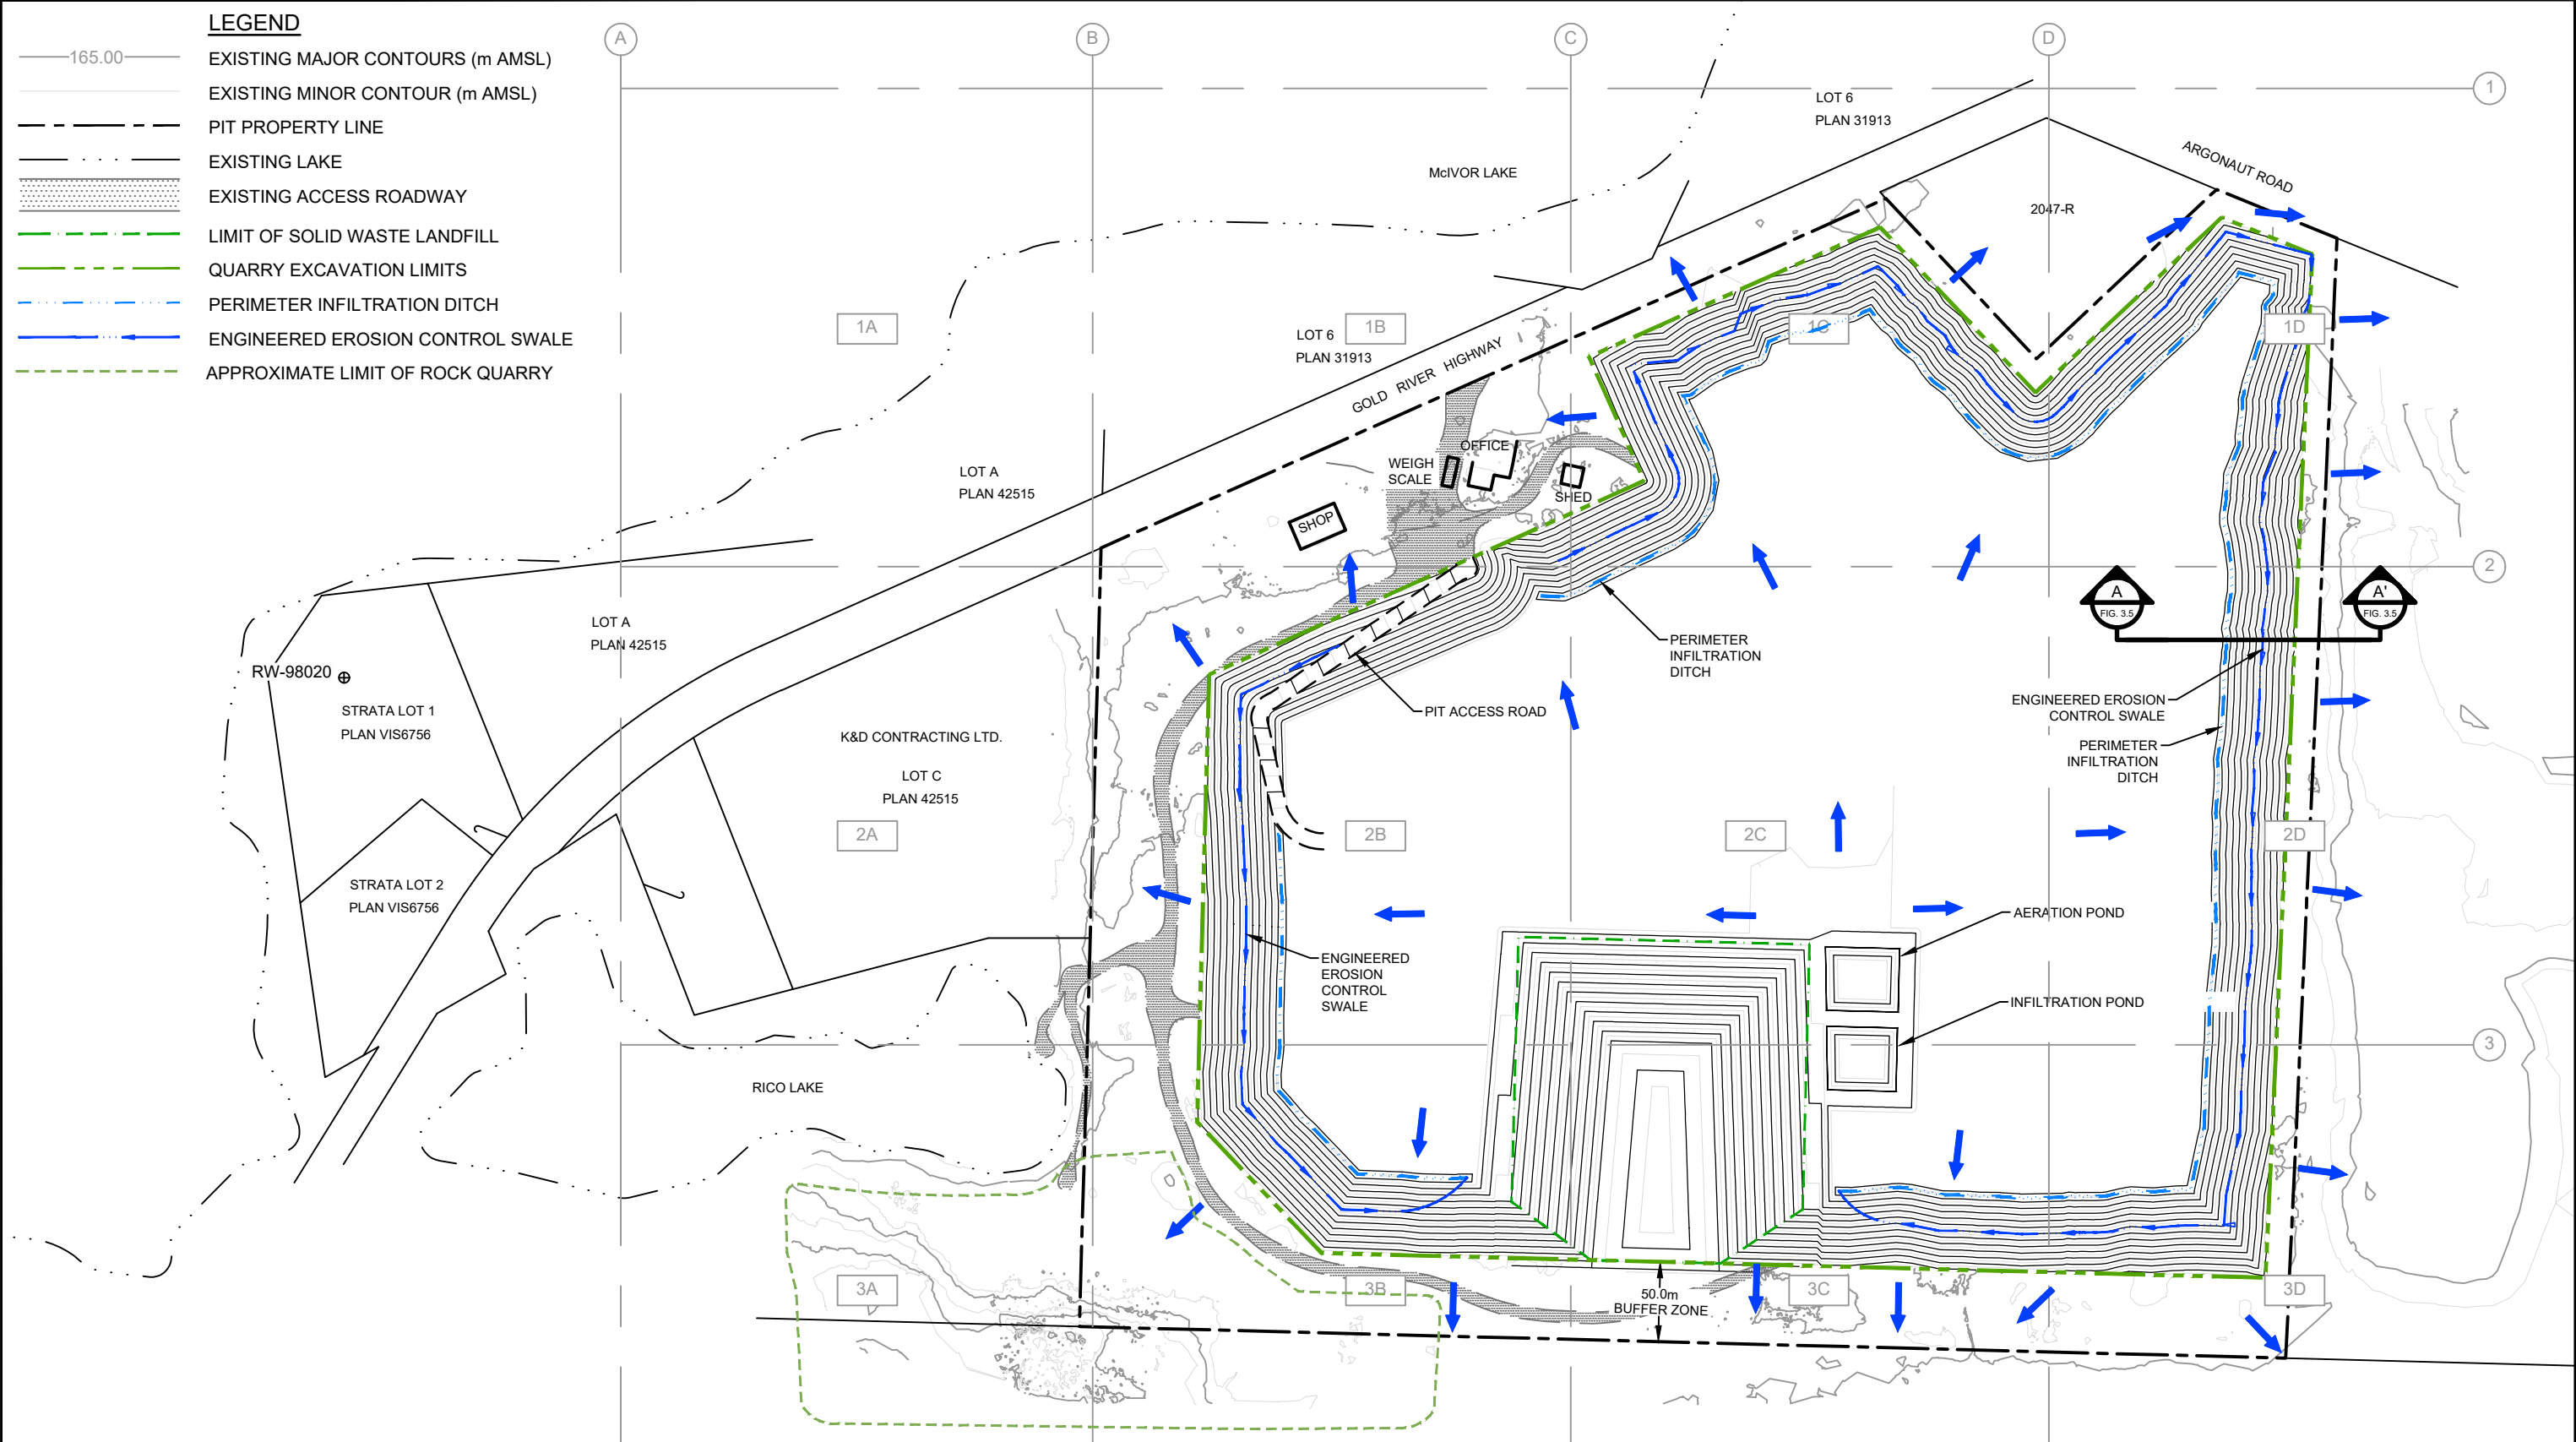 LEGEND
165.00
EXISTING MAJOR CONTOURS (m AMSL)
EXISTING MINOR CONTOUR (m AMSL)
PIT PROPERTY LINE
EXISTING LAKE
EXISTING ACCESS ROADWAY
LIMIT OF SOLID WASTE LANDFILL
QUARRY EXCAVATION LIMITS
PERIMETER INFILTRATION DITCH
ENGINEERED EROSION CONTROL SWALE
APPROXIMATE LIMIT OF ROCK QUARRY
A
B
C
D
1
LOT 6
PLAN 31913
McIVOR LAKE
ARGONAUT ROAD
2047-R
1A
1B
1C
1D
LOT 6
PLAN 31913
GOLD RIVER HIGHWAY
OFFICE
WEIGH
SCALE
SHED
SHOP
LOT A
PLAN 42515
2
A
FIG. 3.5
A'
FIG. 3.5
LOT A
PLAN 42515
PERIMETER
INFILTRATION
DITCH
RW-98020
STRATA LOT 1
PLAN VIS6756
PIT ACCESS ROAD
ENGINEERED EROSION
CONTROL SWALE
K&D CONTRACTING LTD.
LOT C
PLAN 42515
PERIMETER
INFILTRATION
DITCH
2A
2B
2C
2D
STRATA LOT 2
PLAN VIS6756
AERATION POND
ENGINEERED
EROSION
CONTROL
SWALE
INFILTRATION POND
3
RICO LAKE
3A
3B
3C
3D
50.0m
BUFFER ZONE